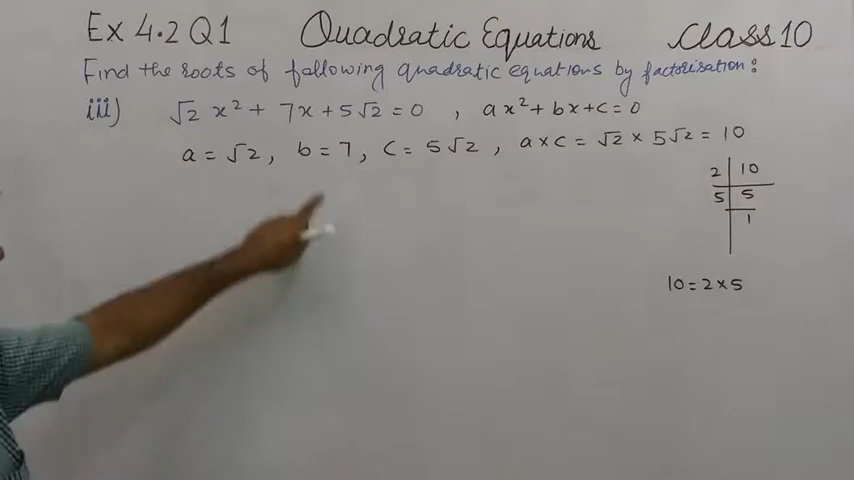 Ex 4.2 Q1 Quadratic Equations Class 10
Find the roots of following quadratic equations by factorisation:
iii) √2 x² + 7x + 5√2 = 0 , ax² + bx + c = 0
a = √2, b = 7, c = 5√2, a×c = √2 × 5√2 = 10
2 | 10
5 | 5
| 1
10 = 2 × 5